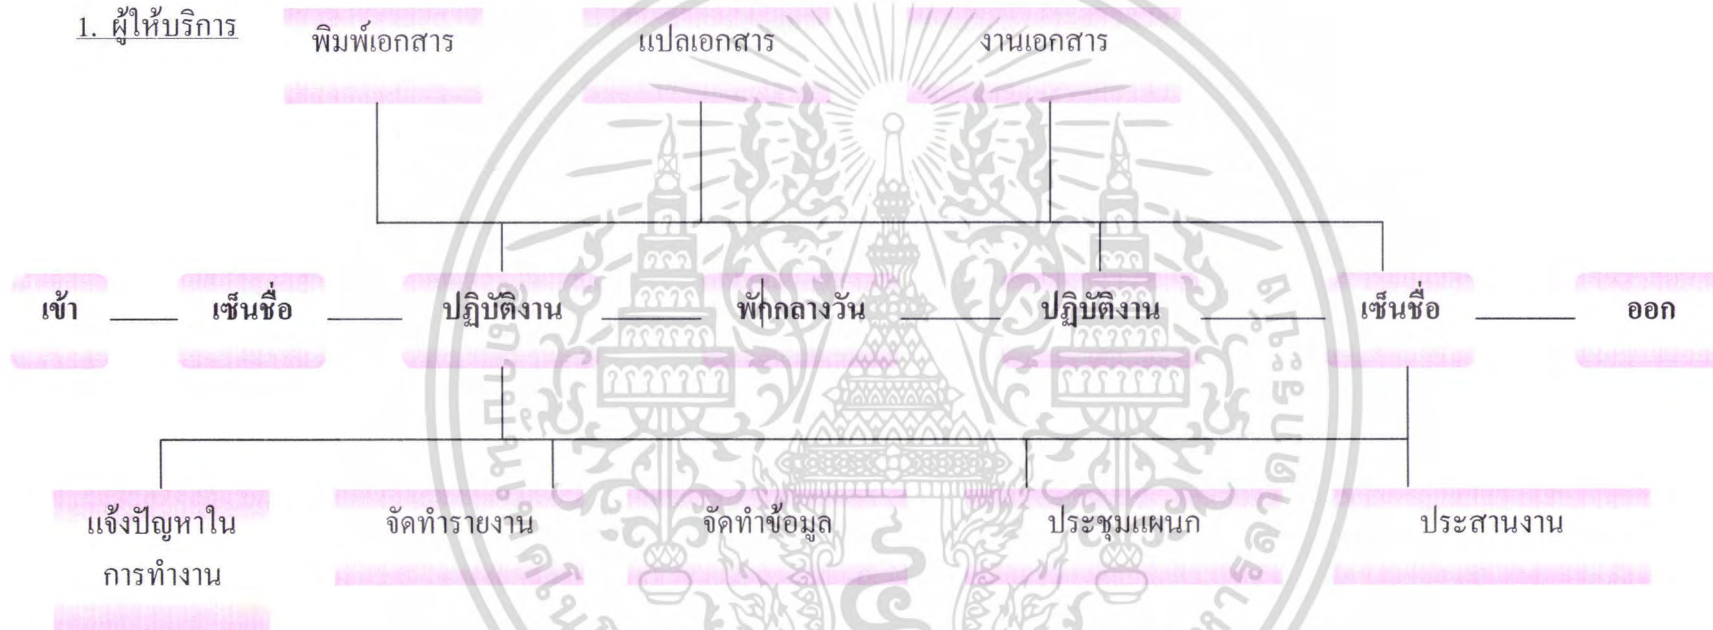 1. ผู้ให้บริการ
พิมพ์เอกสาร แปลเอกสาร งานเอกสาร
เข้า เซ็นชื่อ ปฏิบัติงาน พักกลางวัน ปฏิบัติงาน เซ็นชื่อ ออก
แจ้งปัญหาใน จัดทำรายงาน จัดทำข้อมูล ประชุมแผนก ประสานงาน
การทำงาน